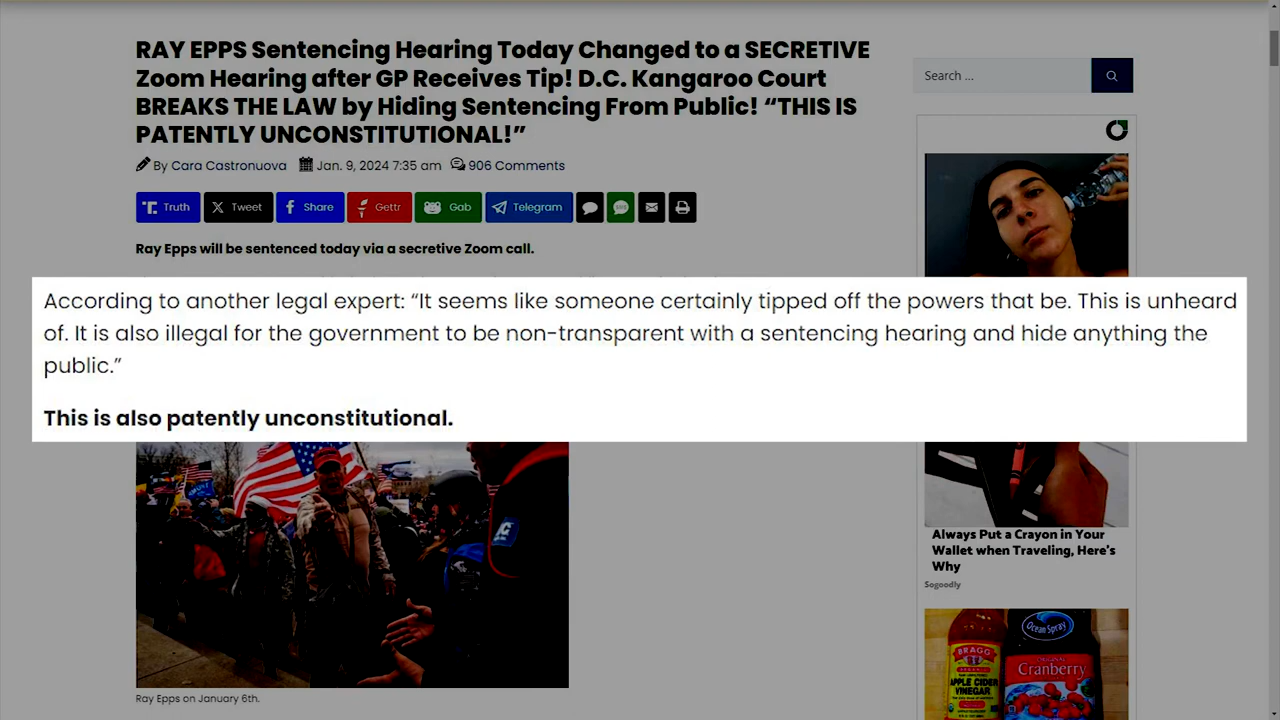 RAY EPPS Sentencing Hearing Today Changed to a SECRETIVE
Zoom Hearing after GP Receives Tip! D.C. Kangaroo Court
BREAKS THE LAW by Hiding Sentencing From Public! “THIS IS
PATENTLY UNCONSTITUTIONAL!”
By Cara Castronuova Jan. 9, 2024 7:35 am 906 Comments
Truth Tweet Share Gettr Gab Telegram
Ray Epps will be sentenced today via a secretive Zoom call.
According to another legal expert: “It seems like someone certainly tipped off the powers that be. This is unheard
of. It is also illegal for the government to be non-transparent with a sentencing hearing and hide anything the
public.”
This is also patently unconstitutional.
Ray Epps on January 6th.
Search ...
Always Put a Crayon in Your
Wallet when Traveling, Here's
Why
Sogoodly
BRAGG
ORGANIC
APPLE CIDER
VINEGAR
Ocean Spray
Cranberry